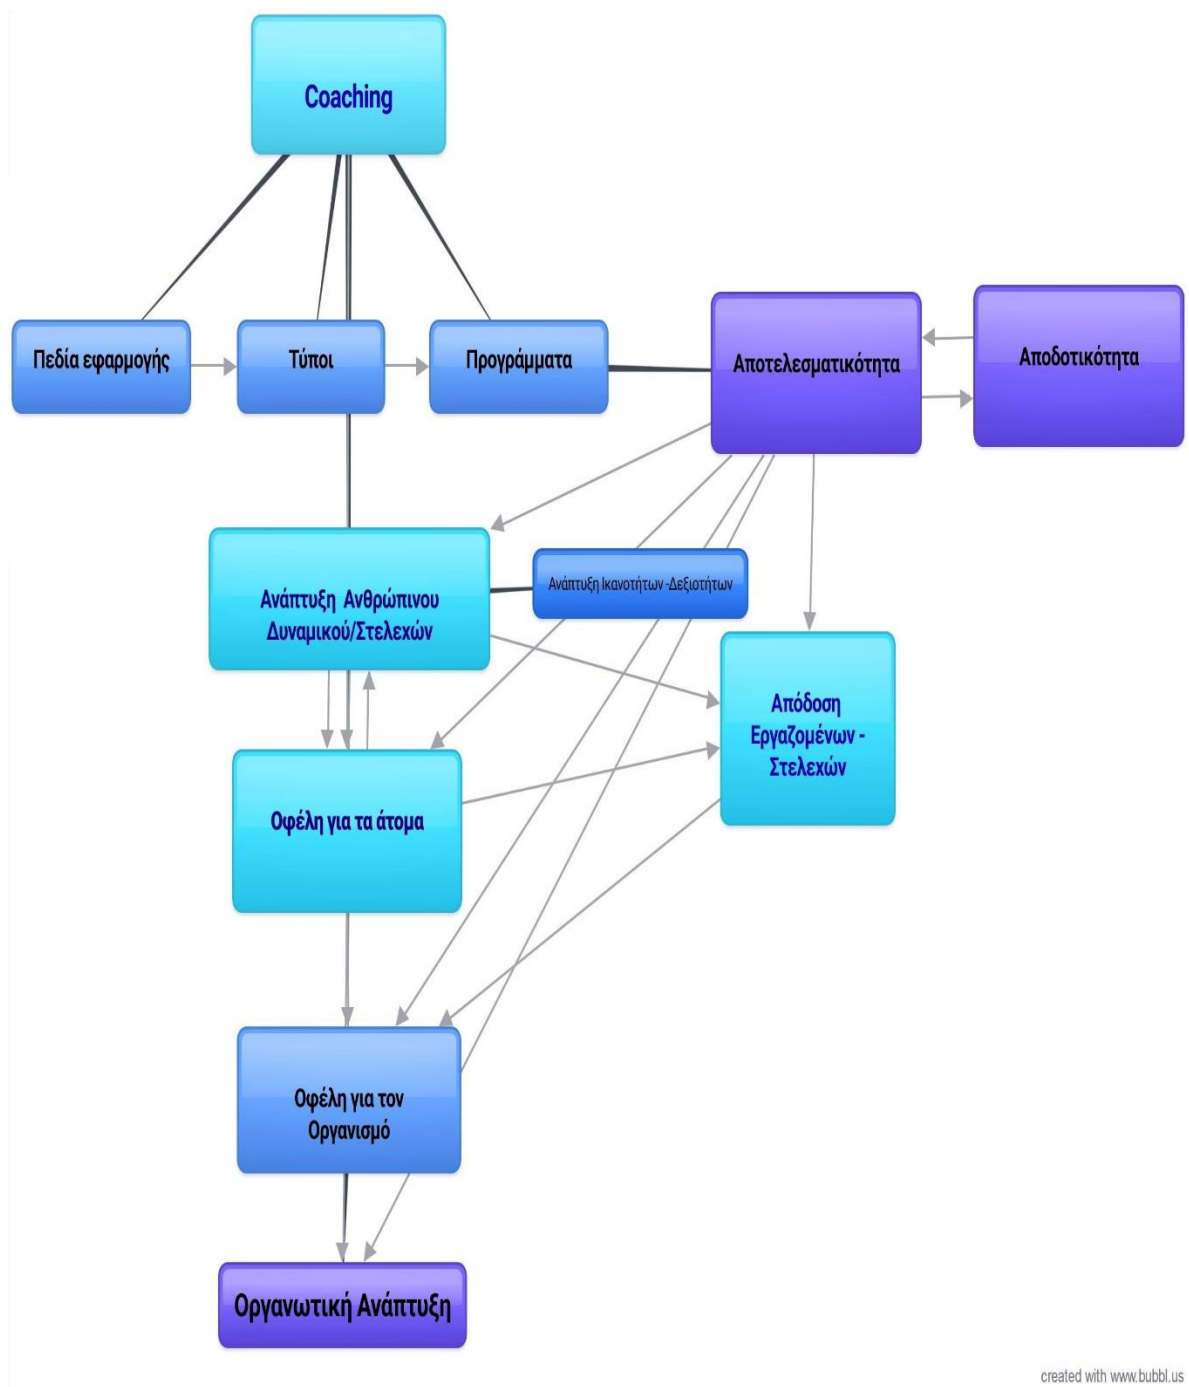 Coaching
Πεδία εφαρμογής
Τύποι
Προγράμματα
Αποτελεσματικότητα
Αποδοτικότητα
Ανάπτυξη Ανθρώπινου
Δυναμικού/Στελεχών
Ανάπτυξη Ικανοτήτων -Δεξιοτήτων
Απόδοση
Εργαζομένων -
Στελεχών
Οφέλη για τα άτομα
Οφέλη για τον
Οργανισμό
Οργανωτική Ανάπτυξη
created with www.bubbl.us